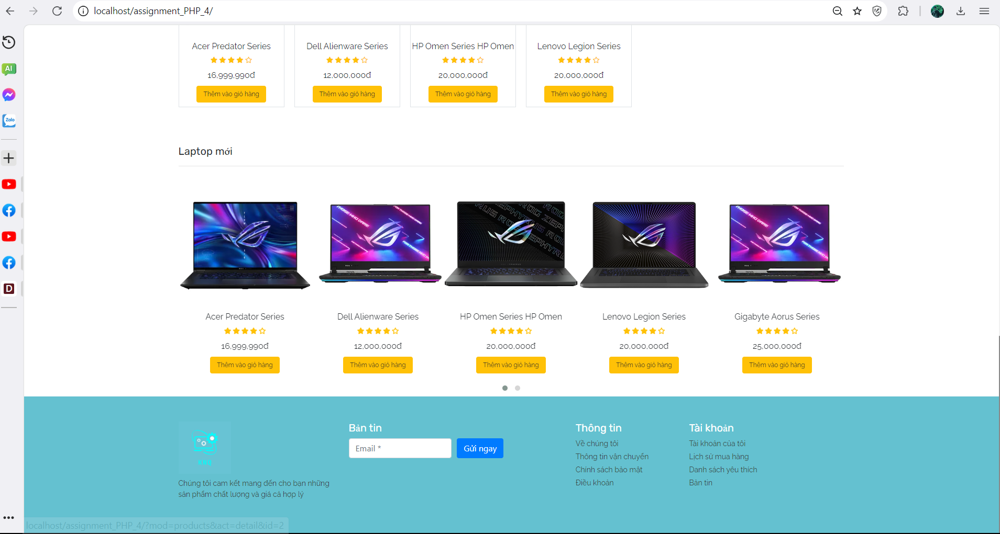 localhost/assignment_PHP_4/
AI
Zalo
D
Acer Predator Series
Dell Alienware Series
HP Omen Series HP Omen
Lenovo Legion Series
16,999,990đ
12,000,000đ
20,000,000đ
20,000,000đ
Thêm vào giỏ hàng
Thêm vào giỏ hàng
Thêm vào giỏ hàng
Thêm vào giỏ hàng
Laptop mới
Acer Predator Series
Dell Alienware Series
HP Omen Series HP Omen
Lenovo Legion Series
Gigabyte Aorus Series
16,999,990đ
12,000,000đ
20,000,000đ
20,000,000đ
25,000,000đ
Thêm vào giỏ hàng
Thêm vào giỏ hàng
Thêm vào giỏ hàng
Thêm vào giỏ hàng
Thêm vào giỏ hàng
Chúng tôi cam kết mang đến cho bạn những
sản phẩm chất lượng và giá cả hợp lý
Bản tin
Email *
Gửi ngay
Thông tin
Về chúng tôi
Thông tin vận chuyển
Chính sách bảo mật
Điều khoản
Tài khoản
Tài khoản của tôi
Lịch sử mua hàng
Danh sách yêu thích
Bản tin
localhost/assignment_PHP_4/?mod=products&act=detail&id=2